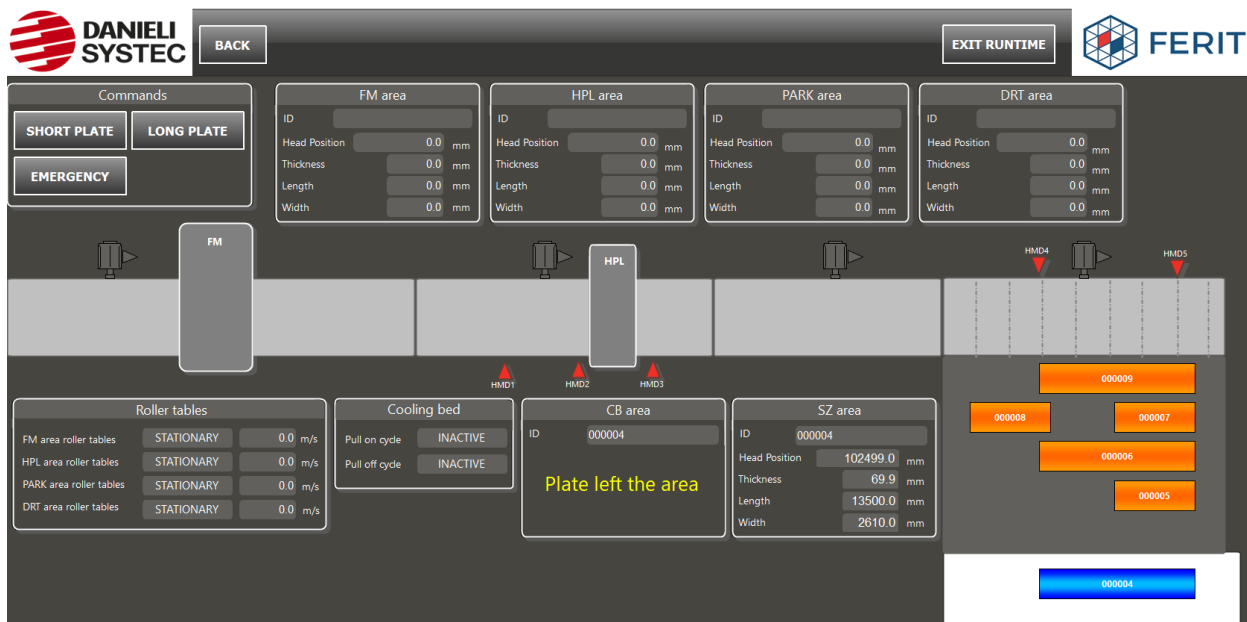 DANIELI
SYSTEC
BACK
EXIT RUNTIME
FERIT
Commands
SHORT PLATE
LONG PLATE
EMERGENCY
FM area
ID
Head Position 0.0 mm
Thickness 0.0 mm
Length 0.0 mm
Width 0.0 mm
HPL area
ID
Head Position 0.0 mm
Thickness 0.0 mm
Length 0.0 mm
Width 0.0 mm
PARK area
ID
Head Position 0.0 mm
Thickness 0.0 mm
Length 0.0 mm
Width 0.0 mm
DRT area
ID
Head Position 0.0 mm
Thickness 0.0 mm
Length 0.0 mm
Width 0.0 mm
FM
HPL
HMD4
HMD5
HMD1
HMD2
HMD3
Roller tables
FM area roller tables STATIONARY 0.0 m/s
HPL area roller tables STATIONARY 0.0 m/s
PARK area roller tables STATIONARY 0.0 m/s
DRT area roller tables STATIONARY 0.0 m/s
Cooling bed
Pull on cycle INACTIVE
Pull off cycle INACTIVE
CB area
ID 000004
Plate left the area
SZ area
ID 000004
Head Position 102499.0 mm
Thickness 69.9 mm
Length 13500.0 mm
Width 2610.0 mm
000009
000008
000007
000006
000005
000004